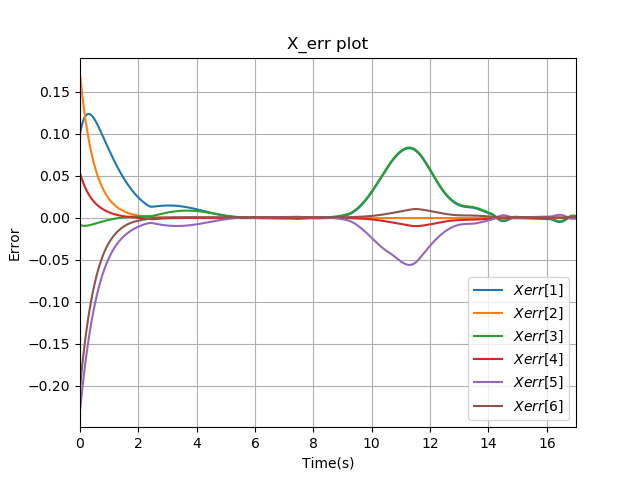 X_err plot
Error
0.15
0.10
0.05
0.00
−0.05
−0.10
−0.15
−0.20
Xerr[1]
Xerr[2]
Xerr[3]
Xerr[4]
Xerr[5]
Xerr[6]
0 2 4 6 8 10 12 14 16
Time(s)